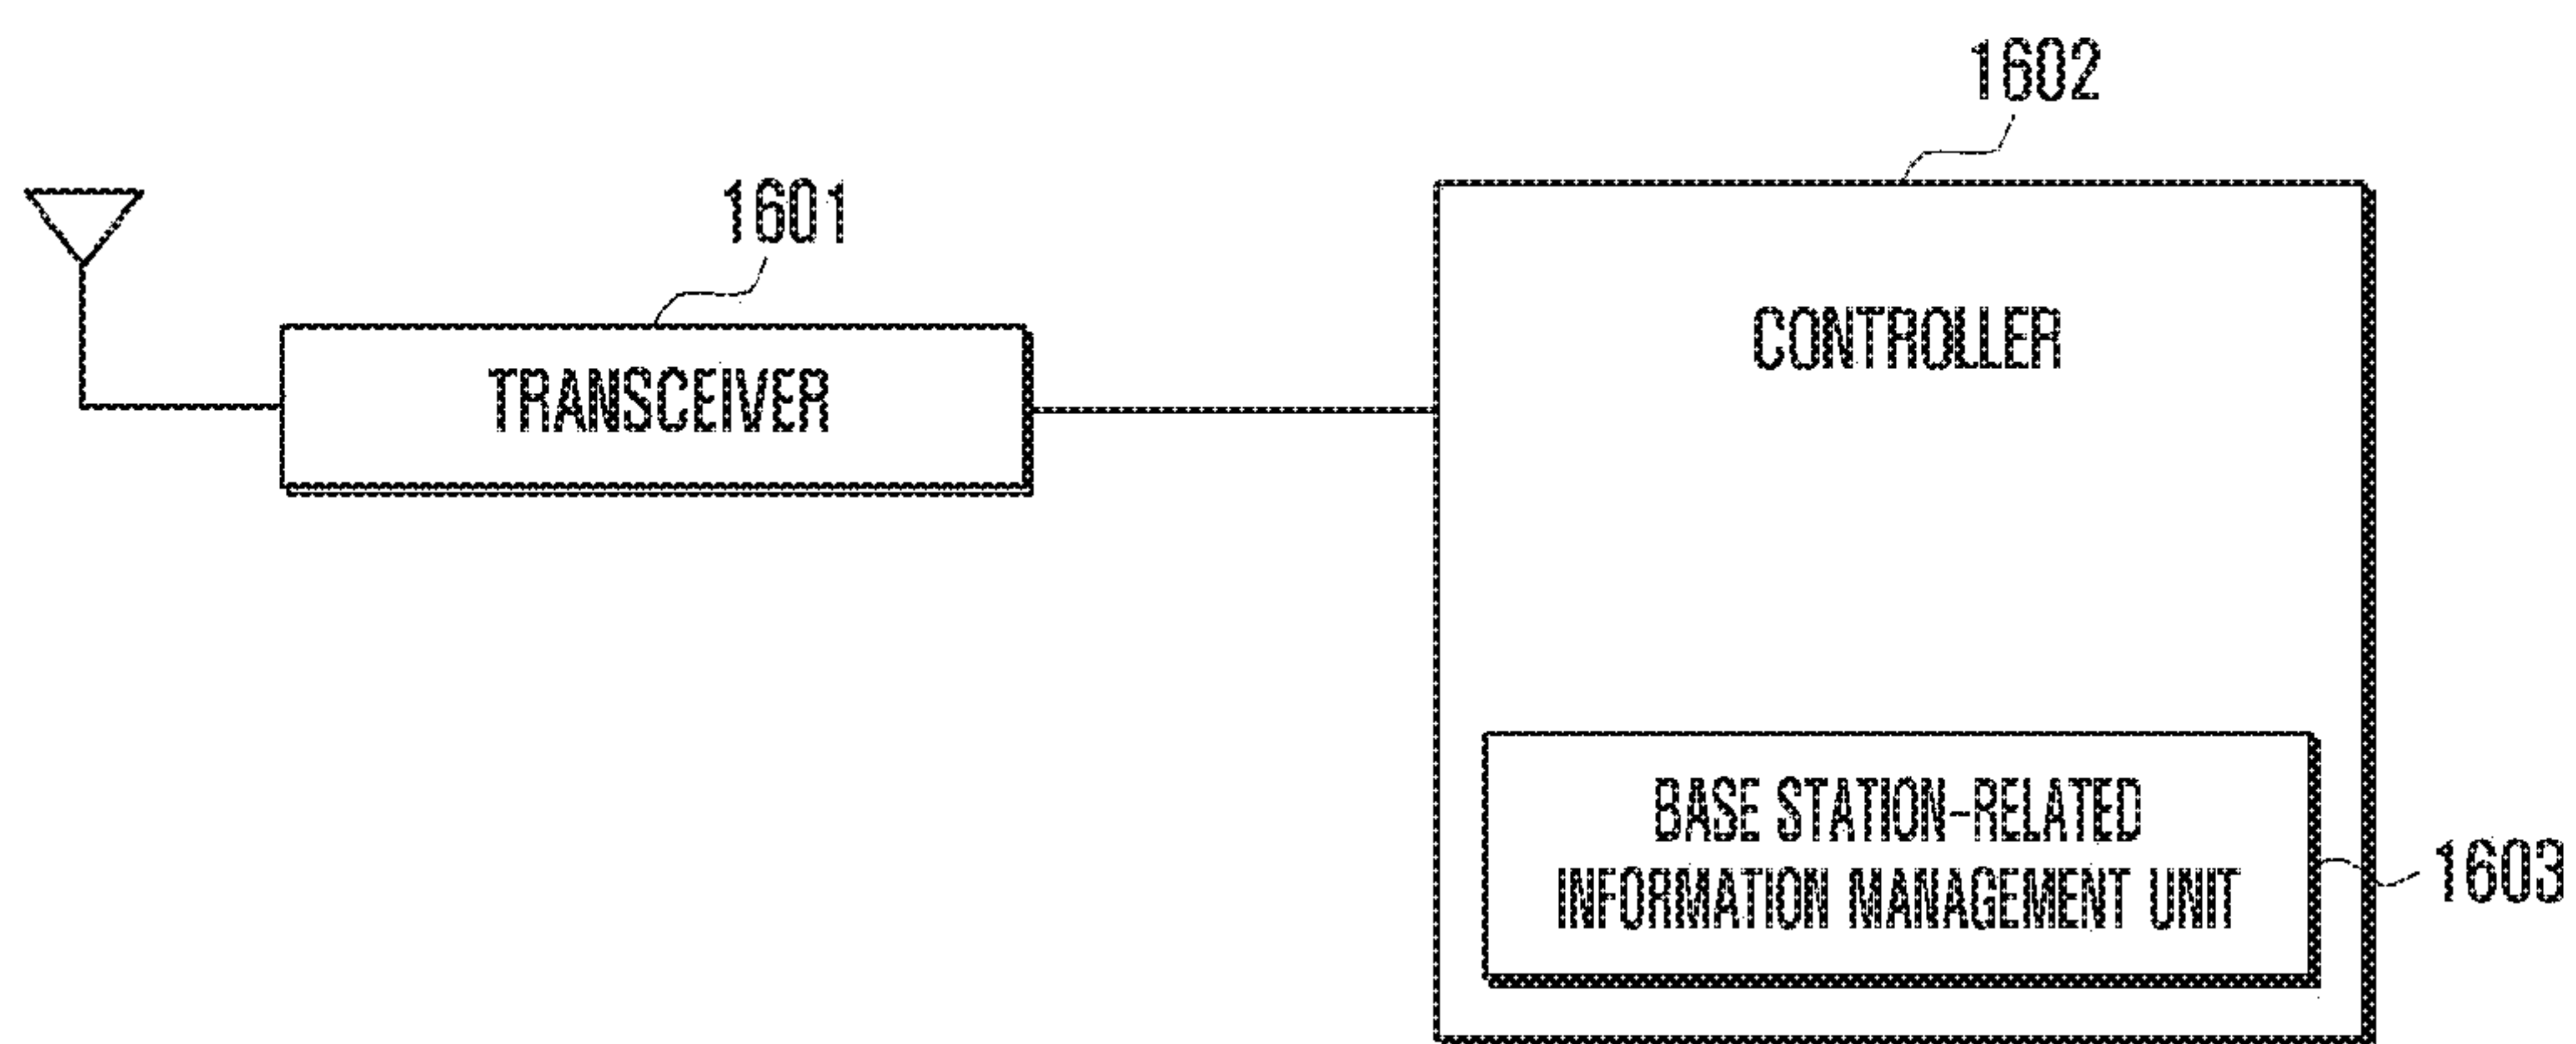 1602
1601
CONTROLLER
TRANSCEIVER
BASE STATION-RELATED
INFORMATION MANAGEMENT UNIT
1603